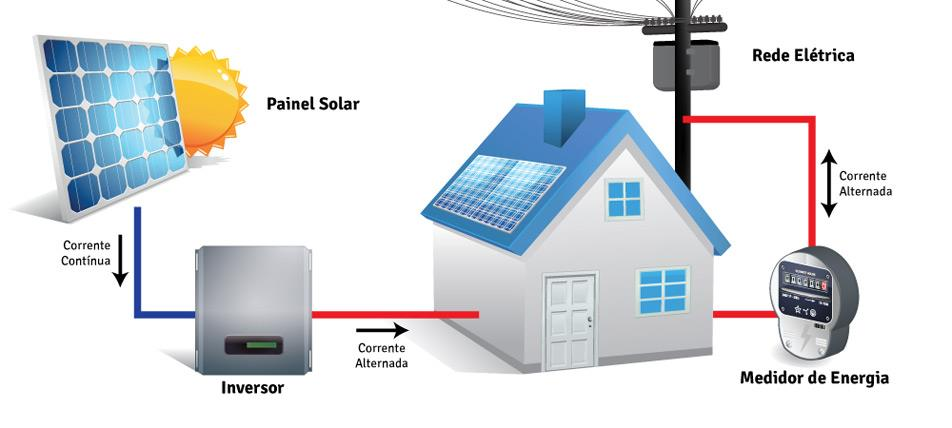 Rede Elétrica
Painel Solar
Corrente
Alternada
Corrente
Contínua
Corrente
Alternada
Inversor
Medidor de Energia